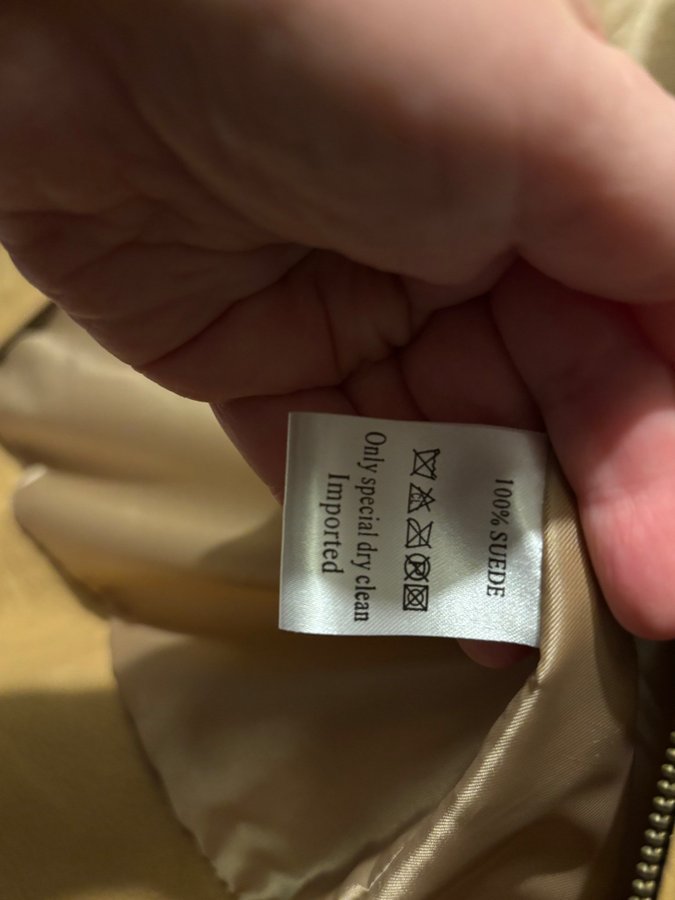 100% SUEDE
P
Only special dry clean
Imported